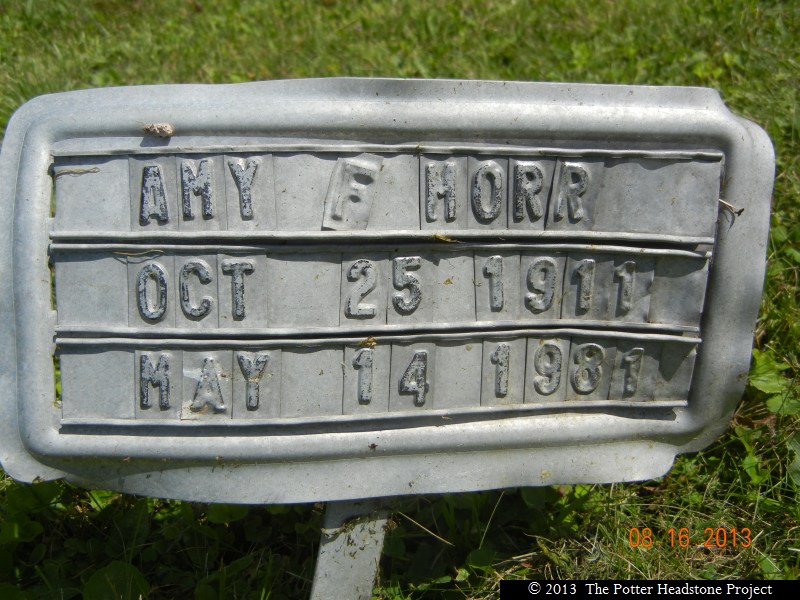 AMY F MORR
OCT 25 1911
MAY 14 1981
08 16 2013
© 2013 The Potter Headstone Project